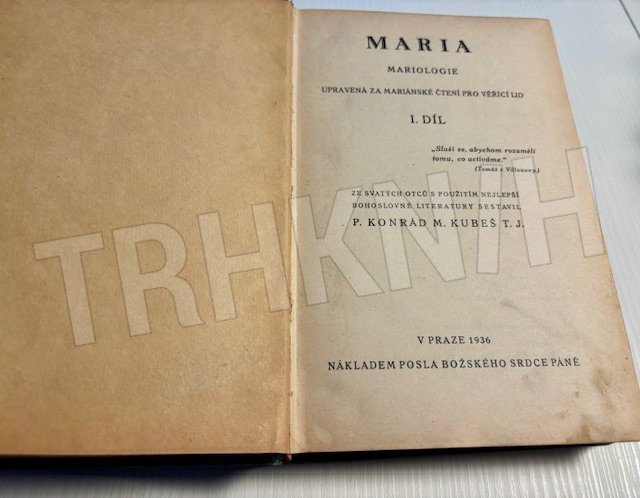 MARIA
MARIOLOGIE
UPRAVENÁ ZA MARIÁNSKÉ ČTENÍ PRO VĚŘÍCÍ LID
I. DÍL
„Sluší se, abychom rozuměli
tomu, co uctíváme.“
(Tomáš z Villanovy.)
ZE SVATÝCH OTCŮ S POUŽITÍM NEJLEPŠÍ
BOHOSLOVNÉ LITERATURY SESTAVIL
P. KONRÁD M. KUBEŠ T. J.
TRHKNIH
V PRAZE 1936
NÁKLADEM POSLA BOŽSKÉHO SRDCE PÁNĚ